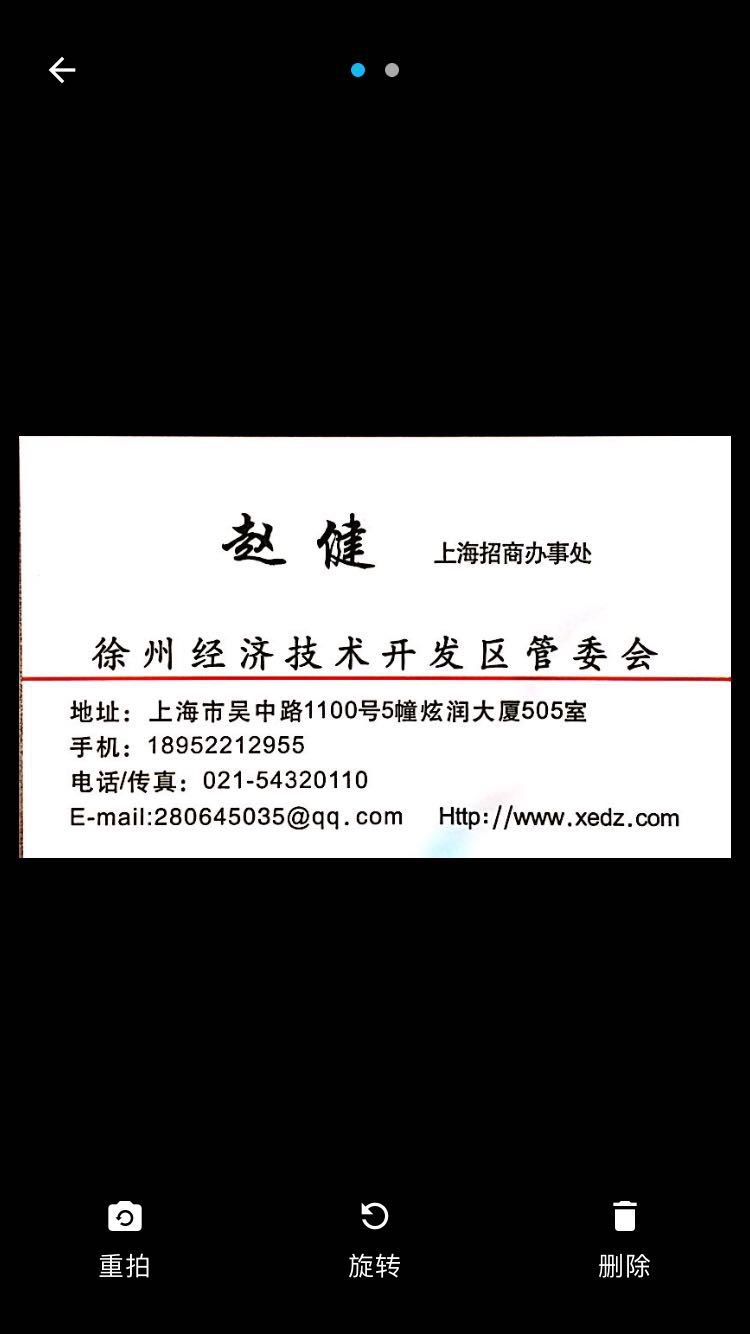 赵健 上海招商办事处
徐州经济技术开发区管委会
地址：上海市吴中路1100号5幢炫润大厦505室
手机：18952212955
电话/传真：021-54320110
E-mail:280645035@qq.com Http://www.xedz.com
重拍 旋转 删除